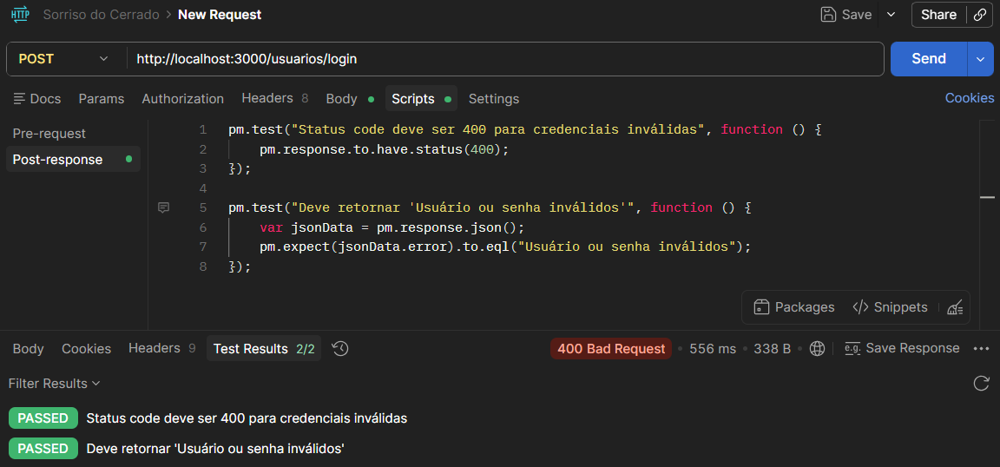 HTTP Sorriso do Cerrado > New Request Save Share
POST http://localhost:3000/usuarios/login Send
Docs Params Authorization Headers 8 Body Scripts Settings Cookies
Pre-request
Post-response
1 pm.test("Status code deve ser 400 para credenciais inválidas", function () {
2 pm.response.to.have.status(400);
3 });
4
5 pm.test("Deve retornar 'Usuário ou senha inválidos'", function () {
6 var jsonData = pm.response.json();
7 pm.expect(jsonData.error).to.eql("Usuário ou senha inválidos");
8 });
Packages </> Snippets
Body Cookies Headers 9 Test Results 2/2 400 Bad Request • 556 ms • 338 B • e.g. Save Response
Filter Results
PASSED Status code deve ser 400 para credenciais inválidas
PASSED Deve retornar 'Usuário ou senha inválidos'